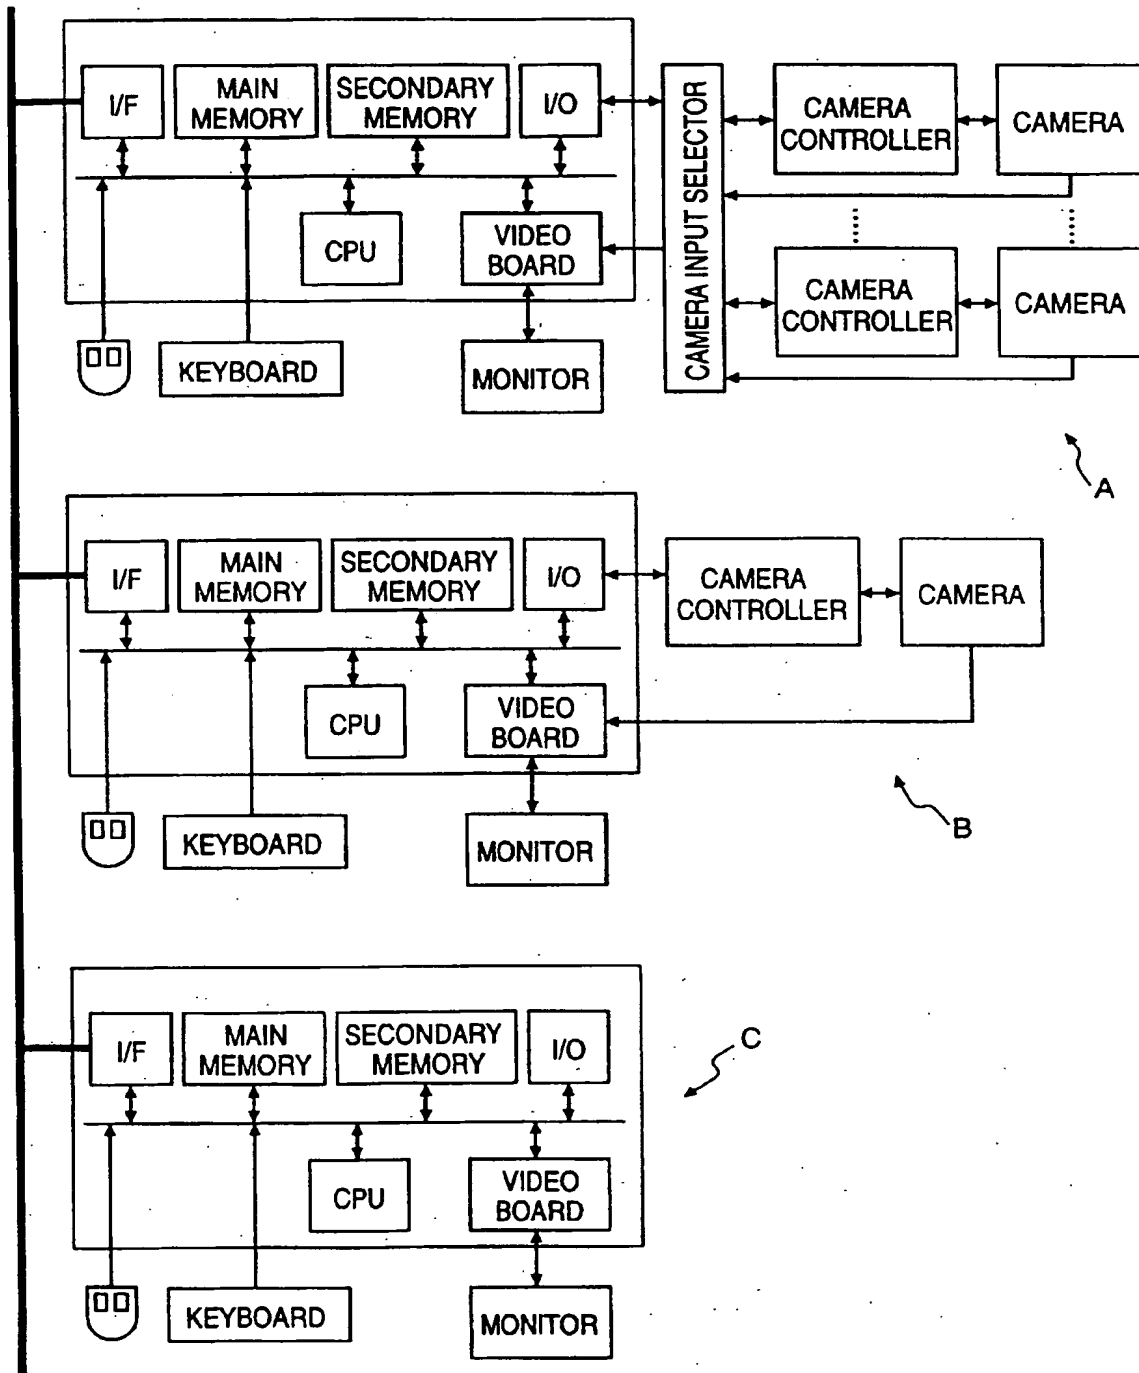 I/F
MAIN
MEMORY
SECONDARY
MEMORY
I/O
CPU
VIDEO
BOARD
KEYBOARD
MONITOR
CAMERA INPUT SELECTOR
CAMERA
CONTROLLER
CAMERA
CAMERA
CONTROLLER
CAMERA
A
I/F
MAIN
MEMORY
SECONDARY
MEMORY
I/O
CPU
VIDEO
BOARD
KEYBOARD
MONITOR
CAMERA
CONTROLLER
CAMERA
B
I/F
MAIN
MEMORY
SECONDARY
MEMORY
I/O
CPU
VIDEO
BOARD
KEYBOARD
MONITOR
C